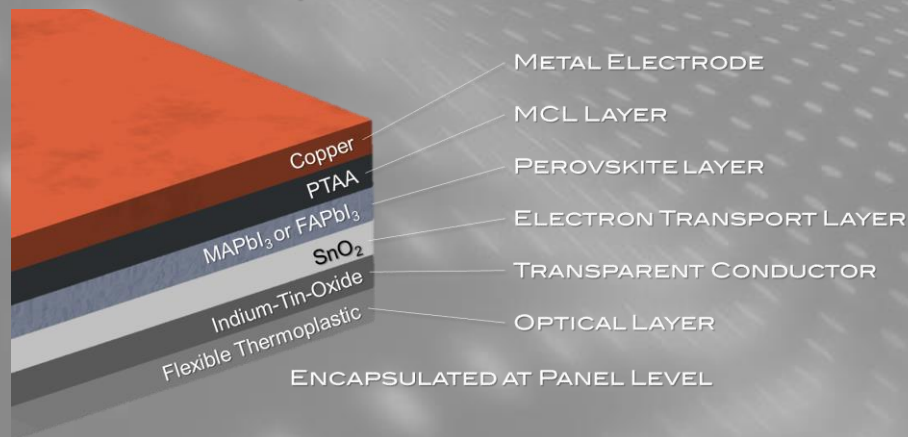 METAL ELECTRODE
MCL LAYER
PEROVSKITE LAYER
ELECTRON TRANSPORT LAYER
TRANSPARENT CONDUCTOR
OPTICAL LAYER
Copper
PTAA
MAPbI₃ or FAPbI₃
SnO₂
Indium-Tin-Oxide
Flexible Thermoplastic
ENCAPSULATED AT PANEL LEVEL